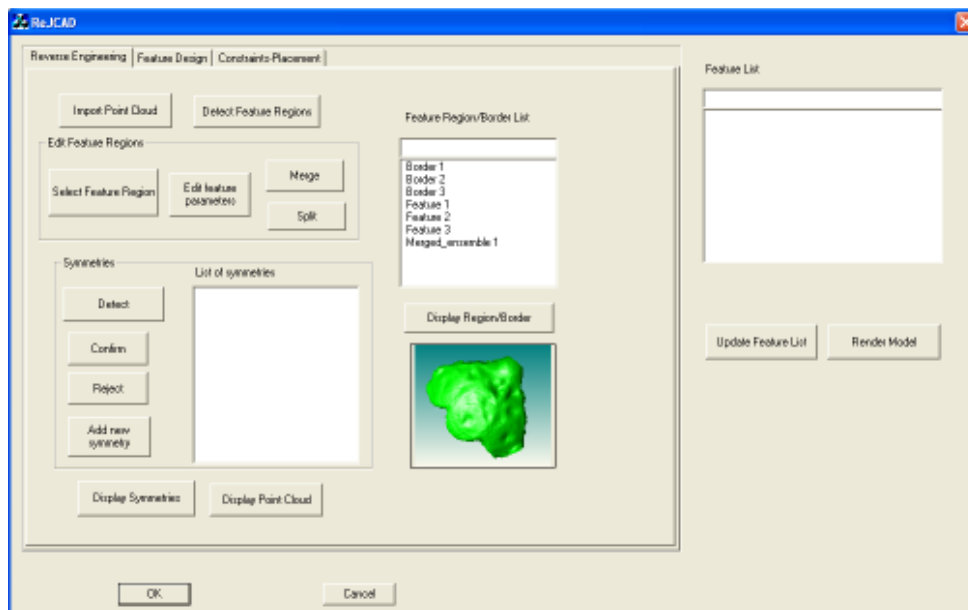 ReJCAD
Reverse Engineering Feature Design Constraints-Placement
Feature List
Import Point Cloud
Detect Feature Regions
Feature Region/Border List
Edit Feature Regions
Select Feature Region
Edit feature
parameters
Merge
Split
Border 1
Border 2
Border 3
Feature 1
Feature 2
Feature 3
Merged_ensemble 1
Symmetries
List of symmetries
Detect
Confirm
Reject
Add new
symmetry
Display Region/Border
Update Feature List
Render Model
Display Symmetries
Display Point Cloud
OK
Cancel